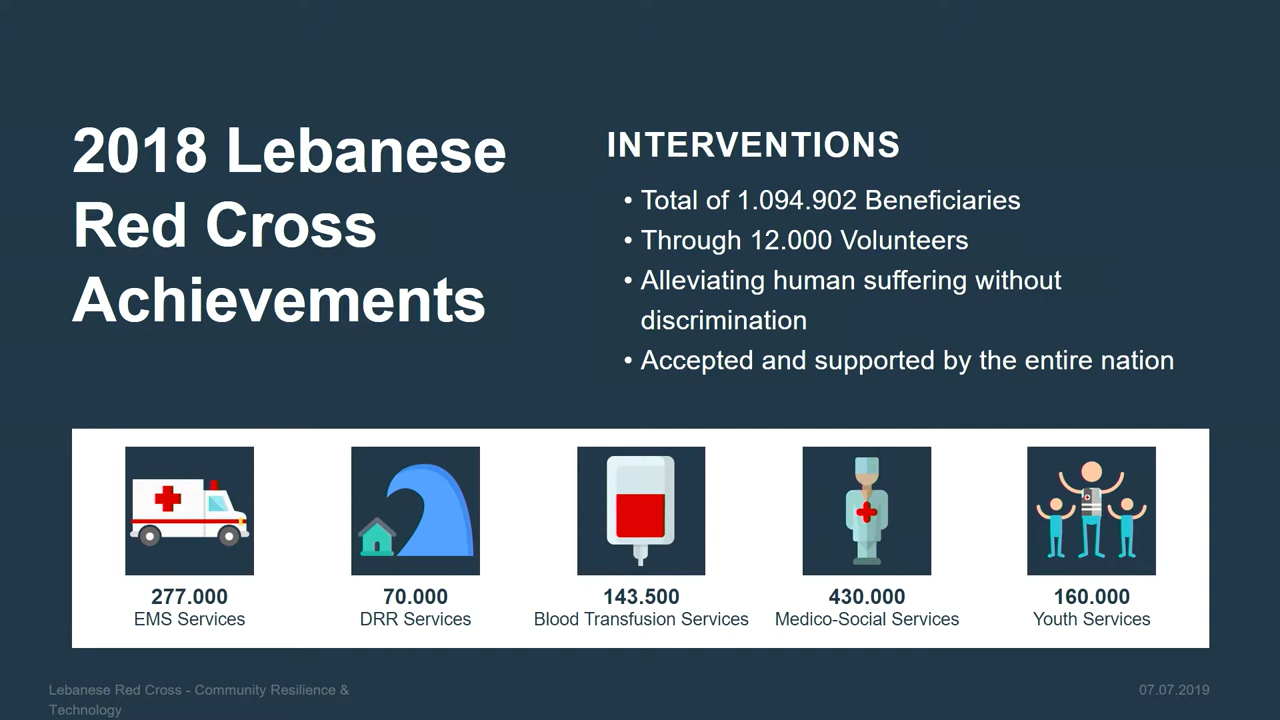 2018 Lebanese
Red Cross
Achievements
INTERVENTIONS
• Total of 1.094.902 Beneficiaries
• Through 12.000 Volunteers
• Alleviating human suffering without
discrimination
• Accepted and supported by the entire nation
277.000
EMS Services
70.000
DRR Services
143.500
Blood Transfusion Services
430.000
Medico-Social Services
160.000
Youth Services
Lebanese Red Cross - Community Resilience &
Technology
07.07.2019